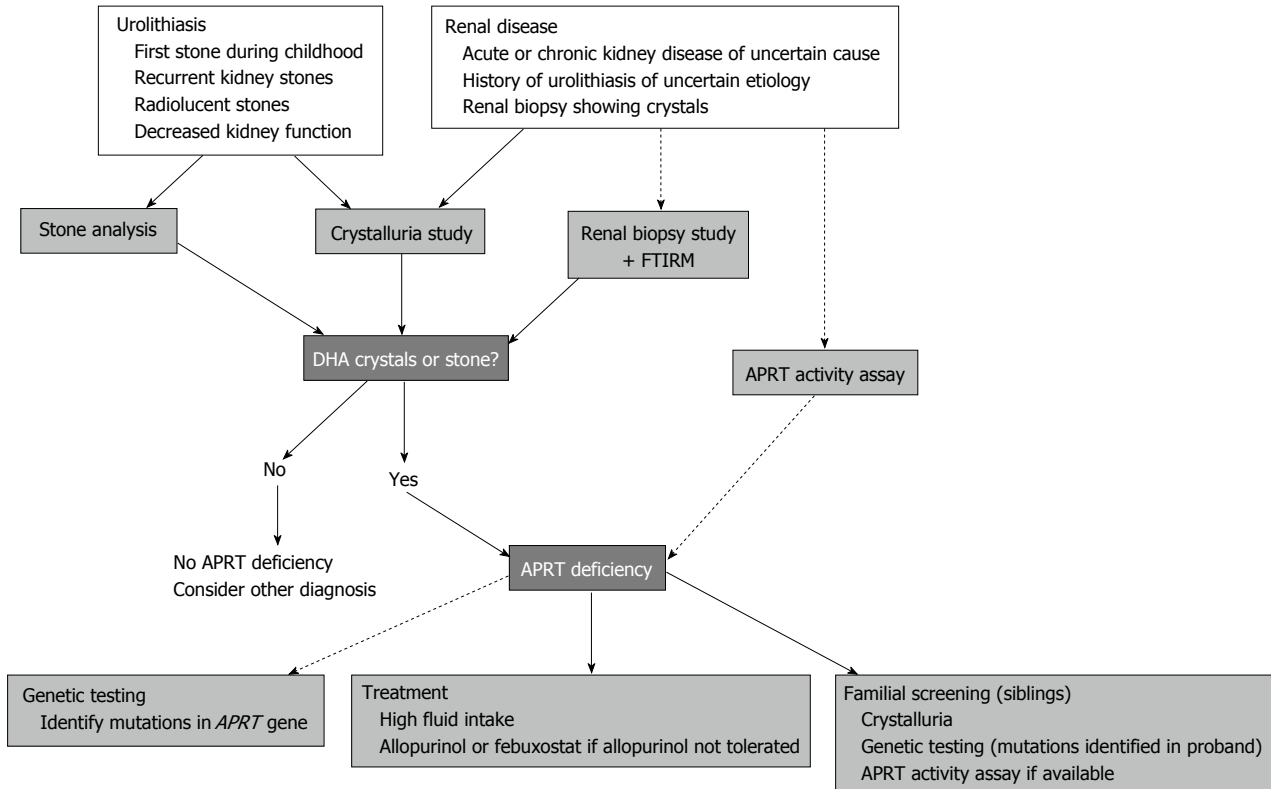 Urolithiasis
First stone during childhood
Recurrent kidney stones
Radiolucent stones
Decreased kidney function
Renal disease
Acute or chronic kidney disease of uncertain cause
History of urolithiasis of uncertain etiology
Renal biopsy showing crystals
Stone analysis
Crystalluria study
Renal biopsy study
+ FTIRM
DHA crystals or stone?
APRT activity assay
No
Yes
No APRT deficiency
Consider other diagnosis
APRT deficiency
Genetic testing
Identify mutations in APRT gene
Treatment
High fluid intake
Allopurinol or febuxostat if allopurinol not tolerated
Familial screening (siblings)
Crystalluria
Genetic testing (mutations identified in proband)
APRT activity assay if available